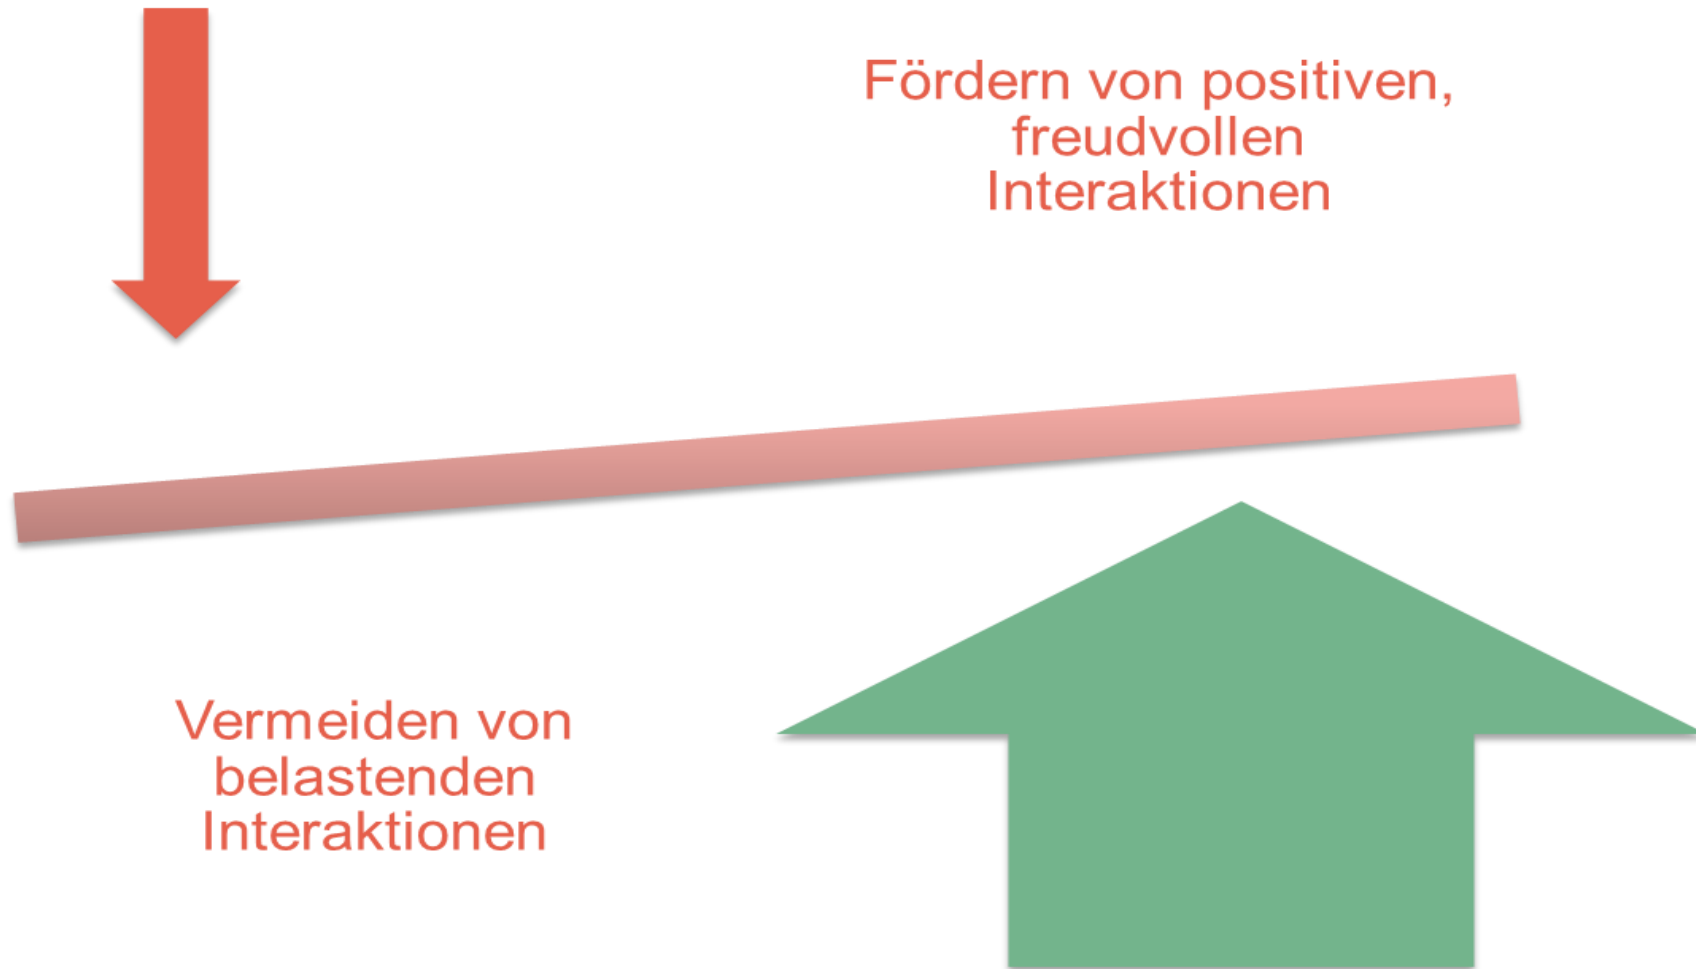 Fördern von positiven,
freudvollen
Interaktionen
Vermeiden von
belastenden
Interaktionen